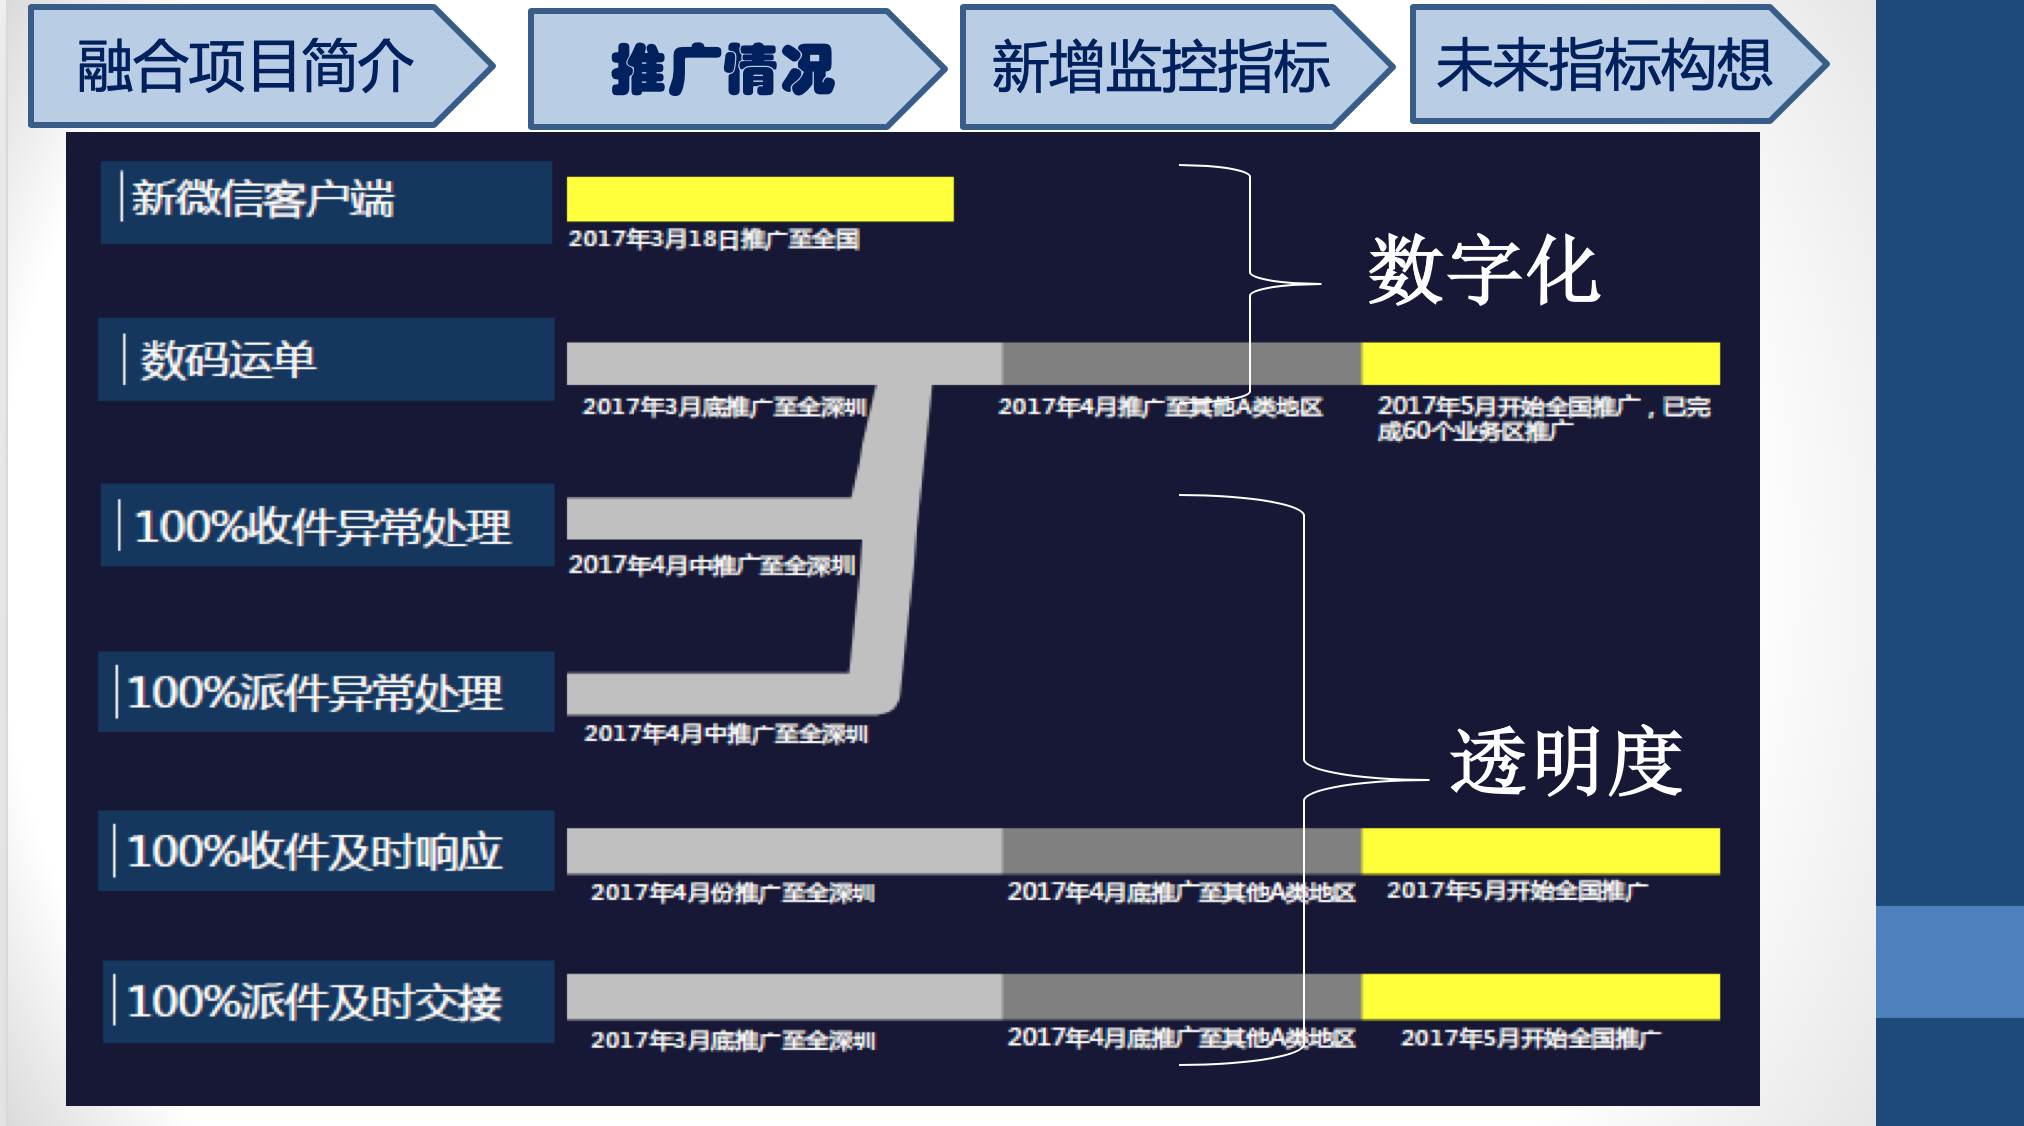 融合项目简介
推广情况
新增监控指标
未来指标构想
新微信客户端
2017年3月18日推广至全国
数字化
数码运单
2017年3月底推广至全深圳
2017年4月推广至其他A类地区
2017年5月开始全国推广，已完
成60个业务区推广
100%收件异常处理
2017年4月中推广至全深圳
100%派件异常处理
2017年4月中推广至全深圳
透明度
100%收件及时响应
2017年4月份推广至全深圳
2017年4月底推广至其他A类地区
2017年5月开始全国推广
100%派件及时交接
2017年3月底推广至全深圳
2017年4月底推广至其他A类地区
2017年5月开始全国推广